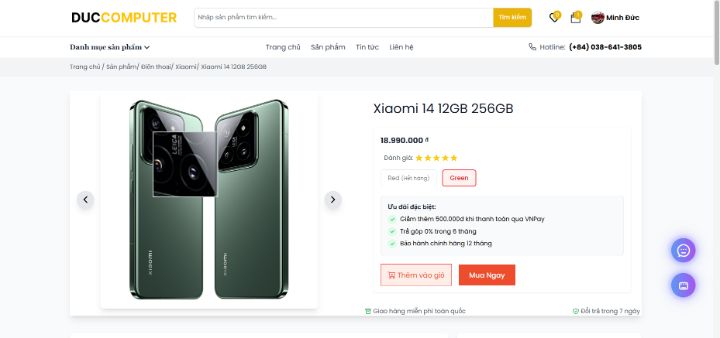 DUCCOMPUTER
Nhập sản phẩm tìm kiếm...
Tìm kiếm
Minh Đức
Danh mục sản phẩm
Trang chủ Sản phẩm Tin tức Liên hệ
Hotline: (+84) 038-641-3805
Trang chủ / Sản phẩm/ Điện thoại/ Xiaomi/ Xiaomi 14 12GB 256GB
LEICA
XIAOMI
XIAOMI
Xiaomi 14 12GB 256GB
18.990.000 ₫
Đánh giá:
Red (Hết hàng) Green
Ưu đãi đặc biệt:
Giảm thêm 500.000đ khi thanh toán qua VNPay
Trả góp 0% trong 6 tháng
Bảo hành chính hãng 12 tháng
Thêm vào giỏ Mua Ngay
Giao hàng miễn phí toàn quốc
Đổi trả trong 7 ngày